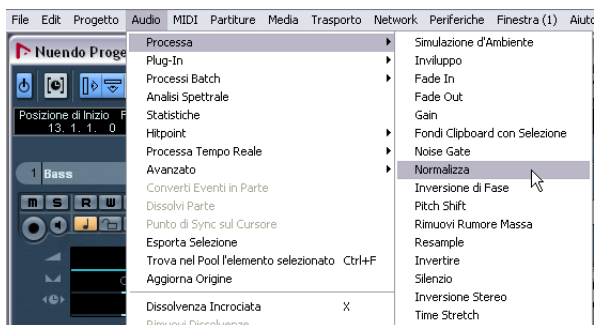 File Edit Progetto Audio MIDI Partiture Media Trasporto Network Periferiche Finestra (1)
Nuendo Proge
Posizione di Inizio F
13. 1. 1. 0
1 Bass
m S R W
Processa
Plug-In
Processi Batch
Analisi Spettrale
Statistiche
Hitpoint
Processa Tempo Reale
Avanzato
Converti Eventi in Parte
Dissolvi Parte
Punto di Sync sul Cursore
Esporta Selezione
Trova nel Pool l'elemento selezionato Ctrl+F
Aggiorna Origine
Dissolvenza Incrociata X
Rimuovi Dissolvenze
Simulazione d'Ambiente
Inviluppo
Fade In
Fade Out
Gain
Fondi Clipboard con Selezione
Noise Gate
Normalizza
Inversione di Fase
Pitch Shift
Rimuovi Rumore Massa
Resample
Invertire
Silenzio
Inversione Stereo
Time Stretch